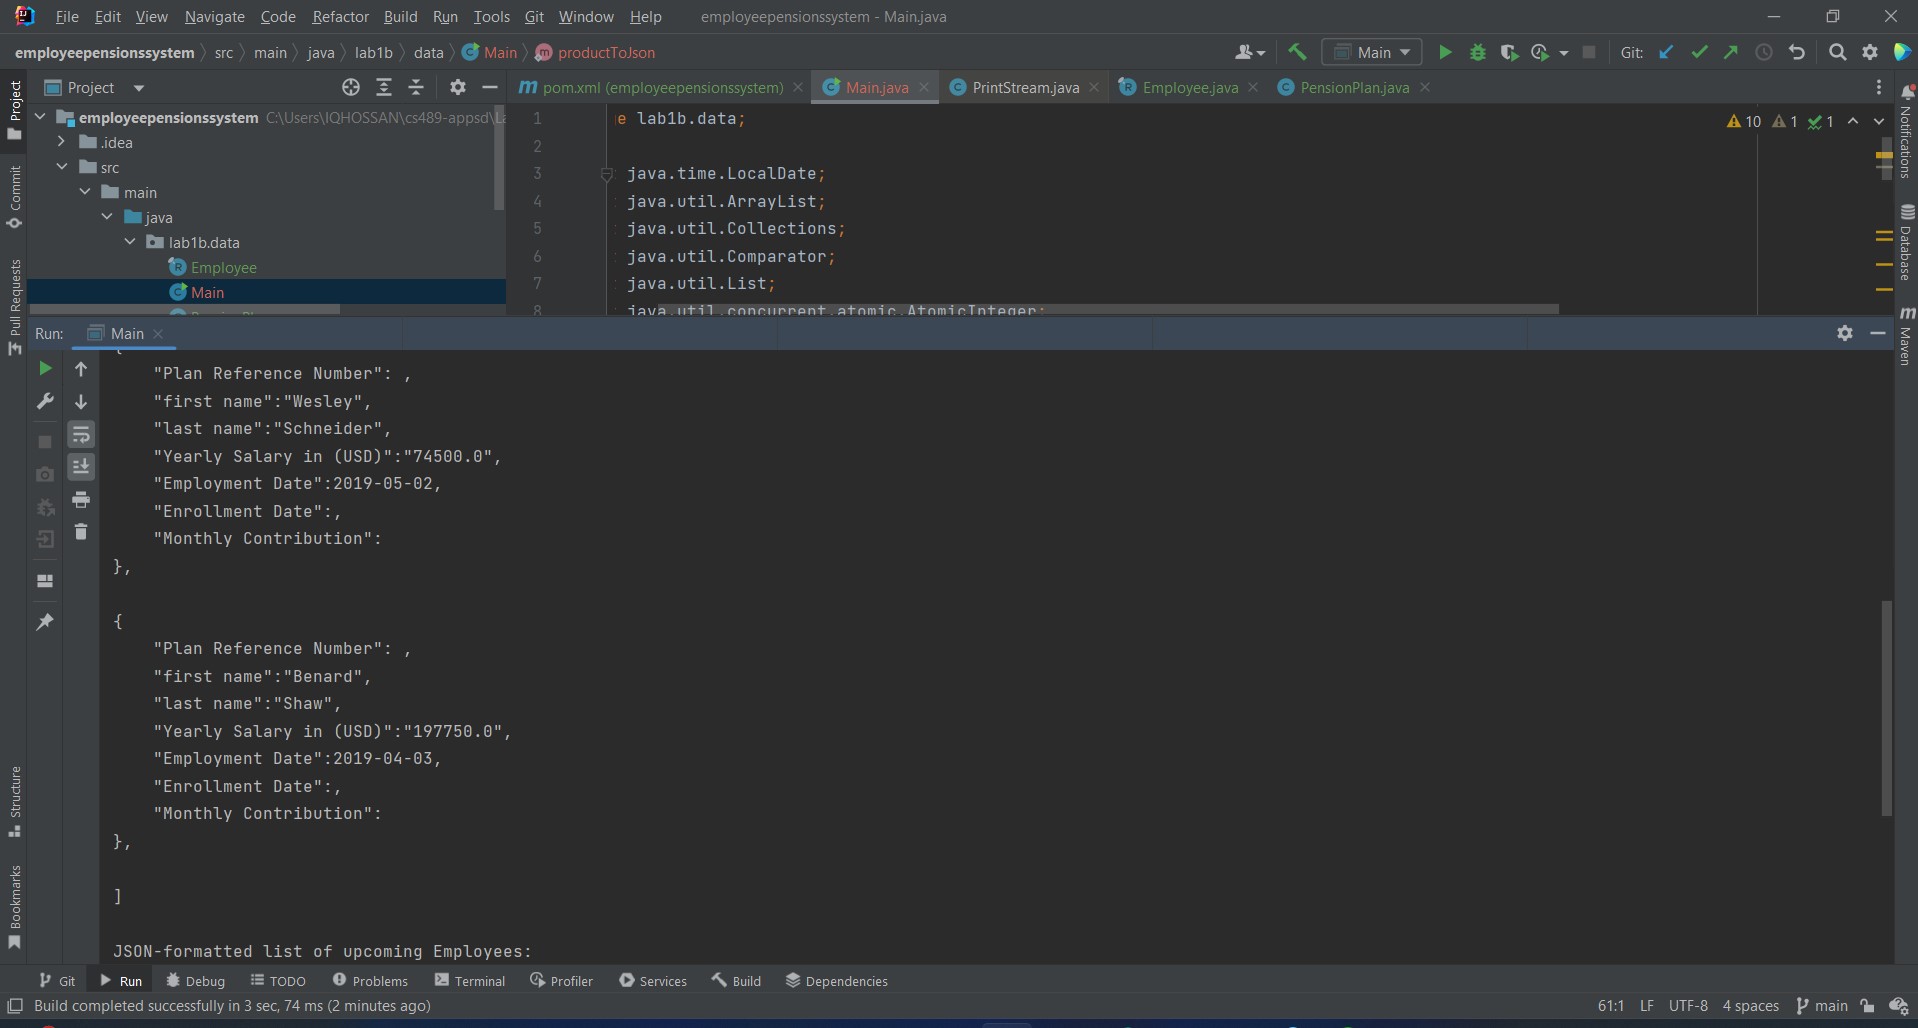 File Edit View Navigate Code Refactor Build Run Tools Git Window Help employeepensionssystem - Main.java
employeepensionssystem src main java lab1b data Main productToJson Main Git:
Project pom.xml (employeepensionssystem) Main.java PrintStream.java Employee.java PensionPlan.java
employeepensionssystem C:\Users\IQHOSSAN\cs489-appsd\La
.idea
src
main
java
lab1b.data
Employee
Main
1 e lab1b.data;
2
3 java.time.LocalDate;
4 java.util.ArrayList;
5 java.util.Collections;
6 java.util.Comparator;
7 java.util.List;
8 java.util.concurrent.atomic.AtomicInteger;
10 1 1
Run: Main
{
"Plan Reference Number": ,
"first name":"Wesley",
"last name":"Schneider",
"Yearly Salary in (USD)":"74500.0",
"Employment Date":2019-05-02,
"Enrollment Date":,
"Monthly Contribution":
},
{
"Plan Reference Number": ,
"first name":"Benard",
"last name":"Shaw",
"Yearly Salary in (USD)":"197750.0",
"Employment Date":2019-04-03,
"Enrollment Date":,
"Monthly Contribution":
},
]
JSON-formatted list of upcoming Employees:
Project
Commit
Pull Requests
Structure
Bookmarks
Notifications
Database
m Maven
Git Run Debug TODO Problems Terminal Profiler Services Build Dependencies
Build completed successfully in 3 sec, 74 ms (2 minutes ago) 61:1 LF UTF-8 4 spaces main